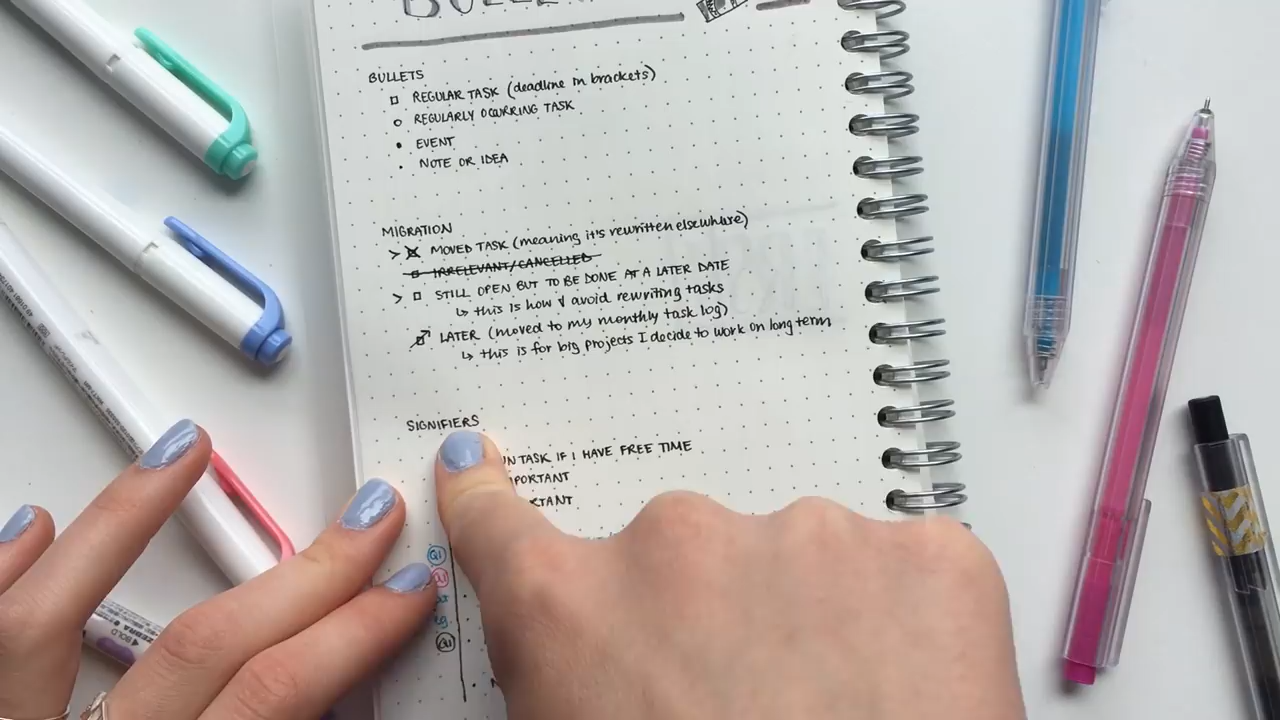 BULLETS
REGULAR TASK (deadline in brackets)
REGULARLY OCURRING TASK
EVENT
NOTE OR IDEA
MIGRATION
MOVED TASK (meaning it's rewritten elsewhere)
IRRELEVANT/CANCELLED
STILL OPEN BUT TO BE DONE AT A LATER DATE
↳ this is how I avoid rewriting tasks
LATER (moved to my monthly task log)
↳ this is for big projects I decide to work on long term
SIGNIFIERS
TASK IF I HAVE FREE TIME
ZEBRA
BOLD